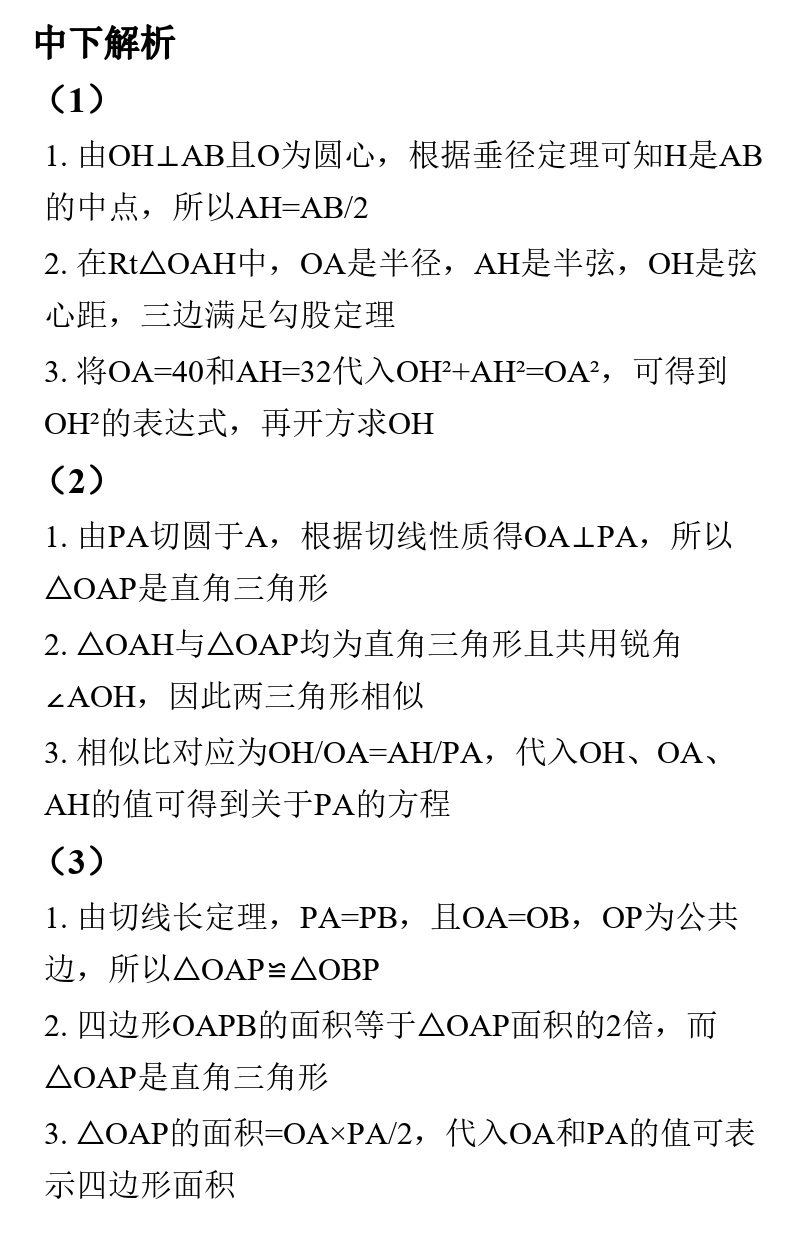 中下解析
（1）
1. 由OH⊥AB且O为圆心，根据垂径定理可知H是AB
的中点，所以AH=AB/2
2. 在Rt△OAH中，OA是半径，AH是半弦，OH是弦
心距，三边满足勾股定理
3. 将OA=40和AH=32代入OH²+AH²=OA²，可得到
OH²的表达式，再开方求OH
（2）
1. 由PA切圆于A，根据切线性质得OA⊥PA，所以
△OAP是直角三角形
2. △OAH与△OAP均为直角三角形且共用锐角
∠AOH，因此两三角形相似
3. 相似比对应为OH/OA=AH/PA，代入OH、OA、
AH的值可得到关于PA的方程
（3）
1. 由切线长定理，PA=PB，且OA=OB，OP为公共
边，所以△OAP≌△OBP
2. 四边形OAPB的面积等于△OAP面积的2倍，而
△OAP是直角三角形
3. △OAP的面积=OA×PA/2，代入OA和PA的值可表
示四边形面积